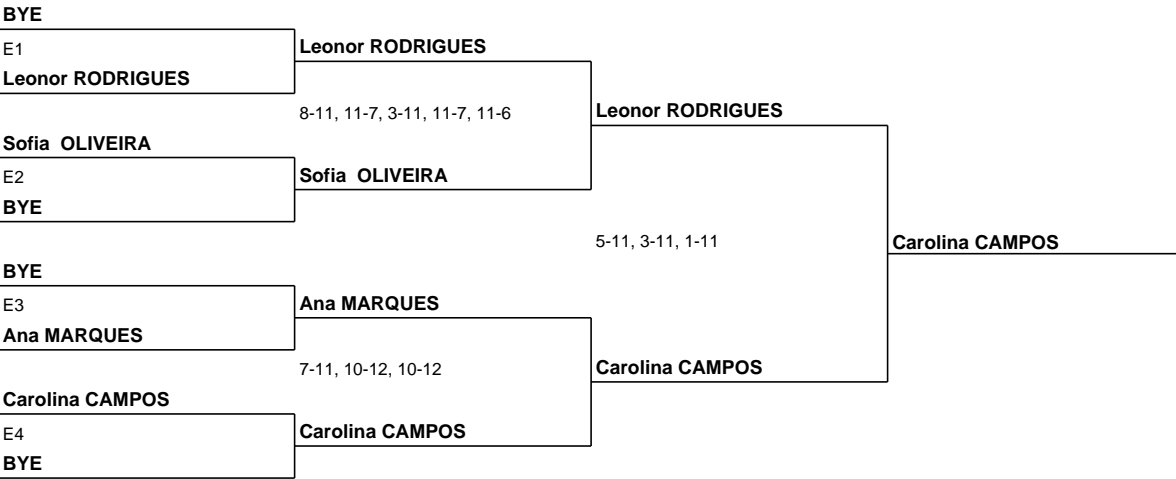 BYE
E1
Leonor RODRIGUES
Leonor RODRIGUES
8-11, 11-7, 3-11, 11-7, 11-6
Leonor RODRIGUES
Sofia OLIVEIRA
E2
BYE
Sofia OLIVEIRA
5-11, 3-11, 1-11
Carolina CAMPOS
BYE
E3
Ana MARQUES
Ana MARQUES
7-11, 10-12, 10-12
Carolina CAMPOS
Carolina CAMPOS
E4
BYE
Carolina CAMPOS